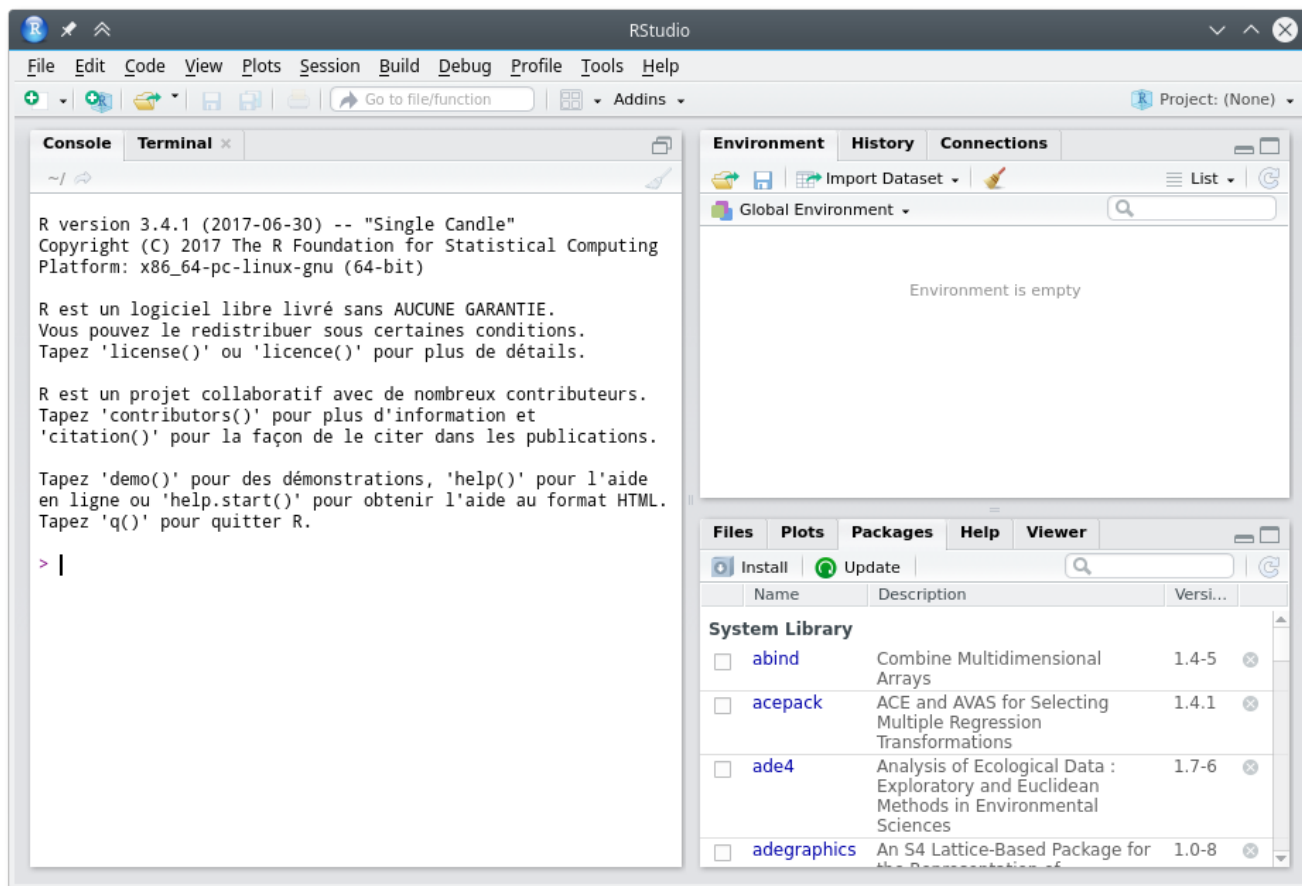 RStudio
File Edit Code View Plots Session Build Debug Profile Tools Help
Go to file/function Addins Project: (None)
Console Terminal
~/
R version 3.4.1 (2017-06-30) -- "Single Candle"
Copyright (C) 2017 The R Foundation for Statistical Computing
Platform: x86_64-pc-linux-gnu (64-bit)
R est un logiciel libre livré sans AUCUNE GARANTIE.
Vous pouvez le redistribuer sous certaines conditions.
Tapez 'license()' ou 'licence()' pour plus de détails.
R est un projet collaboratif avec de nombreux contributeurs.
Tapez 'contributors()' pour plus d'information et
'citation()' pour la façon de le citer dans les publications.
Tapez 'demo()' pour des démonstrations, 'help()' pour l'aide
en ligne ou 'help.start()' pour obtenir l'aide au format HTML.
Tapez 'q()' pour quitter R.
>
Environment History Connections
Import Dataset List
Global Environment
Environment is empty
Files Plots Packages Help Viewer
Install Update
Name Description Versi...
System Library
abind Combine Multidimensional 1.4-5
Arrays
acepack ACE and AVAS for Selecting 1.4.1
Multiple Regression
Transformations
ade4 Analysis of Ecological Data : 1.7-6
Exploratory and Euclidean
Methods in Environmental
Sciences
adegraphics An S4 Lattice-Based Package for 1.0-8